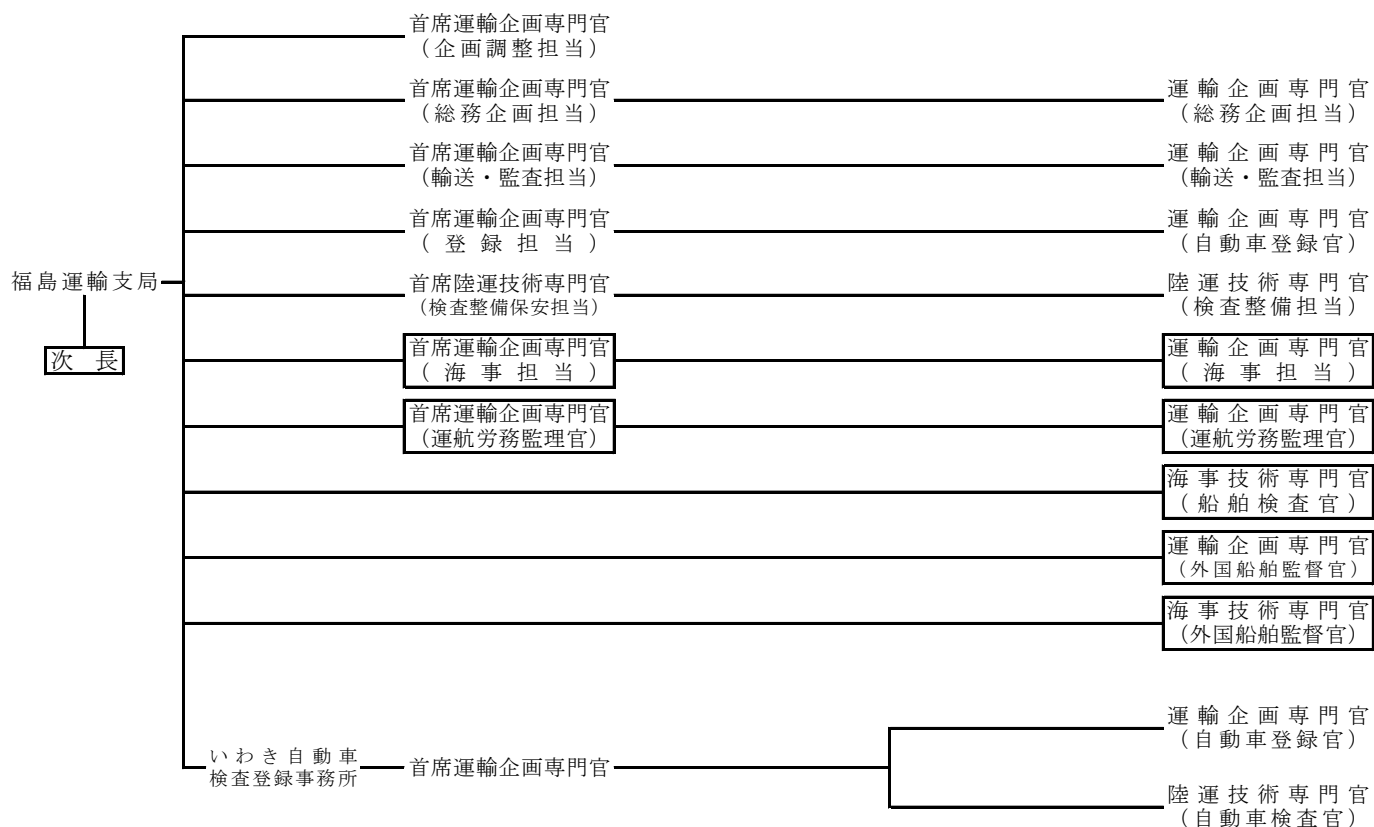 首席運輸企画専門官
（企画調整担当）
首席運輸企画専門官
（総務企画担当）
運輸企画専門官
（総務企画担当）
首席運輸企画専門官
（輸送・監査担当）
運輸企画専門官
（輸送・監査担当）
首席運輸企画専門官
（登録担当）
運輸企画専門官
（自動車登録官）
福島運輸支局
首席陸運技術専門官
（検査整備保安担当）
陸運技術専門官
（検査整備担当）
次長
首席運輸企画専門官
（海事担当）
運輸企画専門官
（海事担当）
首席運輸企画専門官
（運航労務監理官）
運輸企画専門官
（運航労務監理官）
海事技術専門官
（船舶検査官）
運輸企画専門官
（外国船舶監督官）
海事技術専門官
（外国船舶監督官）
いわき自動車
検査登録事務所
首席運輸企画専門官
運輸企画専門官
（自動車登録官）
陸運技術専門官
（自動車検査官）